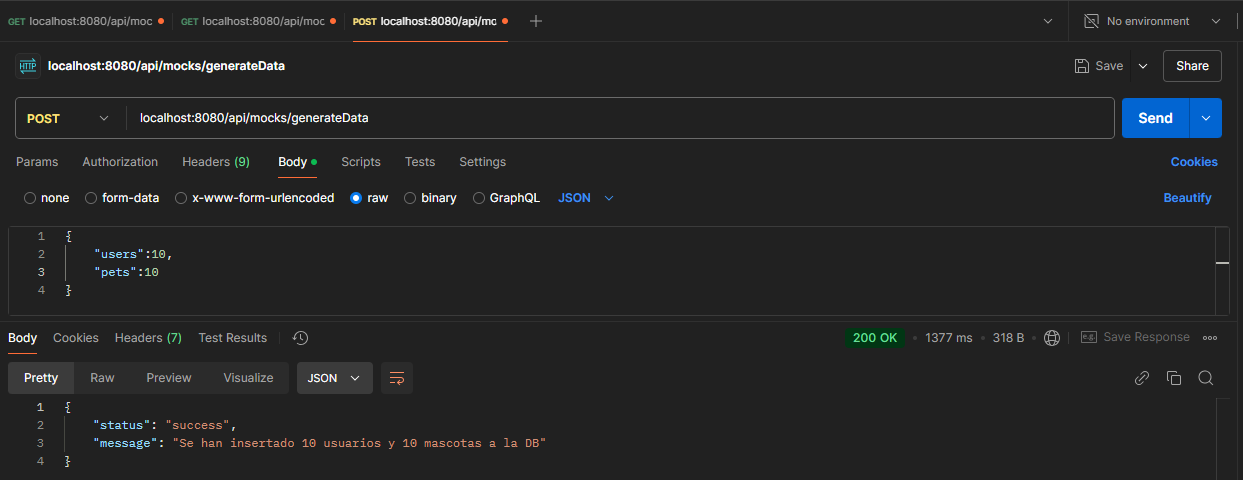 GET localhost:8080/api/moc GET localhost:8080/api/moc POST localhost:8080/api/mo No environment
HTTP localhost:8080/api/mocks/generateData Save Share
POST localhost:8080/api/mocks/generateData Send
Params Authorization Headers (9) Body Scripts Tests Settings Cookies
none form-data x-www-form-urlencoded raw binary GraphQL JSON Beautify
1 {
2 "users":10,
3 "pets":10
4 }
Body Cookies Headers (7) Test Results 200 OK 1377 ms 318 B e.g. Save Response
Pretty Raw Preview Visualize JSON
1 {
2 "status": "success",
3 "message": "Se han insertado 10 usuarios y 10 mascotas a la DB"
4 }